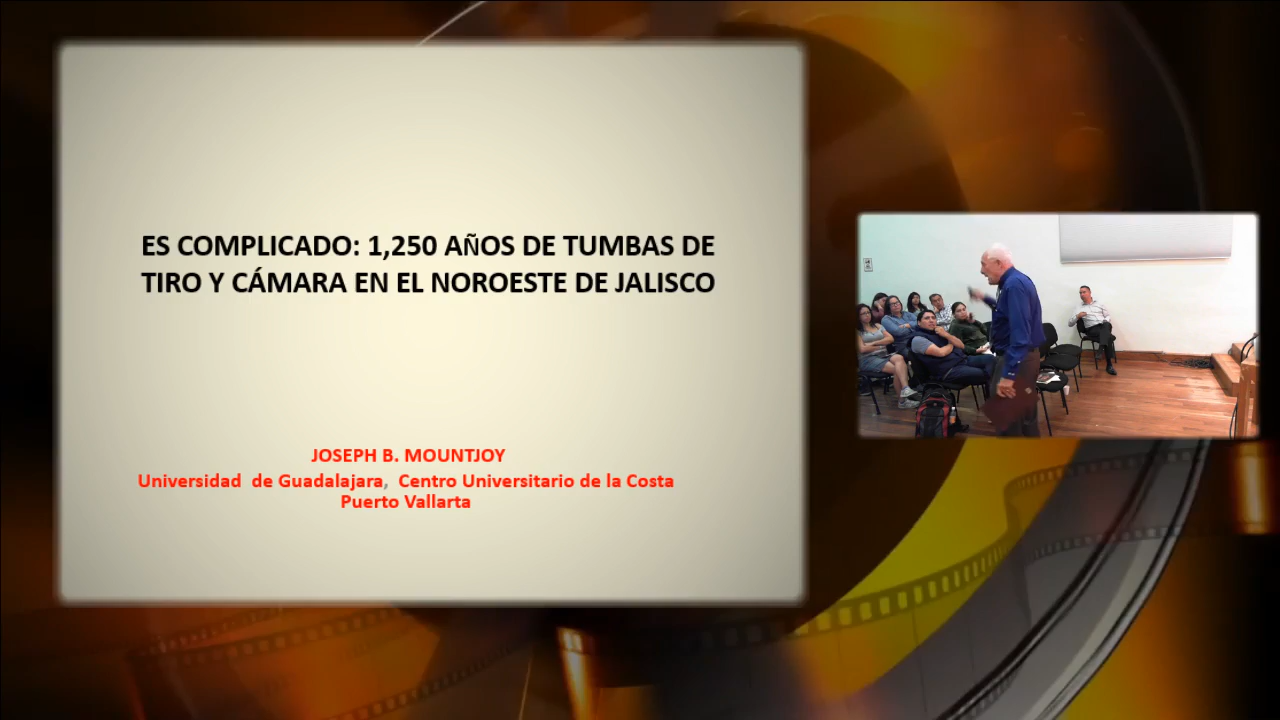 ES COMPLICADO: 1,250 AÑOS DE TUMBAS DE
TIRO Y CÁMARA EN EL NOROESTE DE JALISCO
JOSEPH B. MOUNTJOY
Universidad de Guadalajara, Centro Universitario de la Costa
Puerto Vallarta